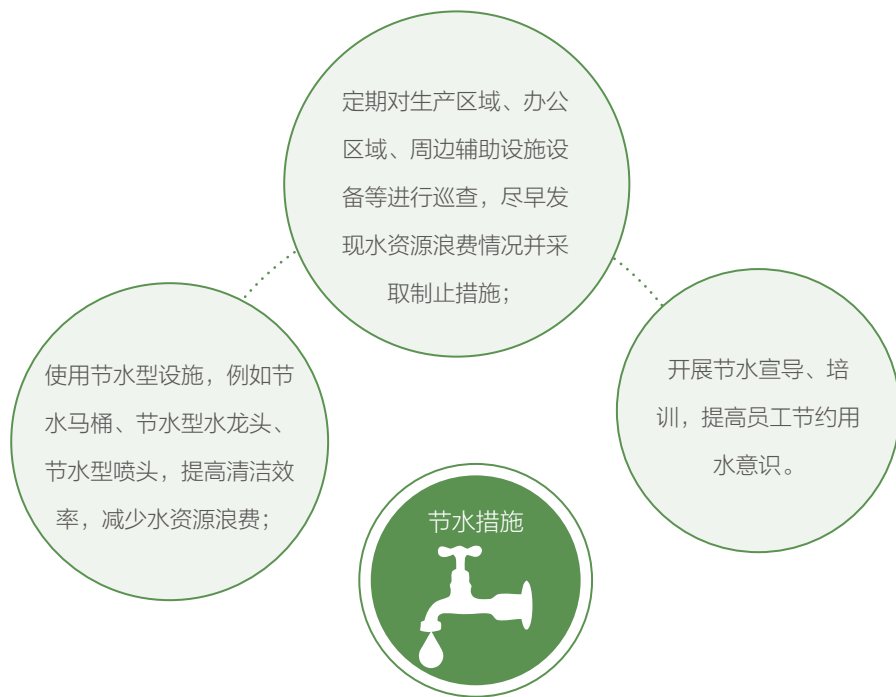 定期对生产区域、办公
区域、周边辅助设施设
备等进行巡查，尽早发
现水资源浪费情况并采
取制止措施；
使用节水型设施，例如节
水马桶、节水型水龙头、
节水型喷头，提高清洁效
率，减少水资源浪费；
开展节水宣导、培
训，提高员工节约用
水意识。
节水措施